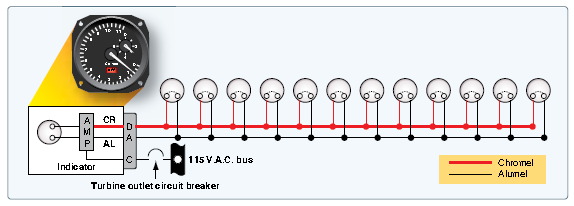 A
M
P
CR
AL
D
A
C
Indicator
115 V.A.C. bus
Turbine outlet circuit breaker
Chromel
Alumel